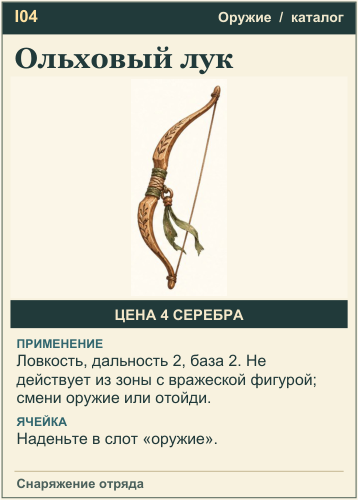 I04
Оружие / каталог
Ольховый лук
ЦЕНА 4 СЕРЕБРА
ПРИМЕНЕНИЕ
Ловкость, дальность 2, база 2. Не
действует из зоны с вражеской фигурой;
смени оружие или отойди.
ЯЧЕЙКА
Наденьте в слот «оружие».
Снаряжение отряда